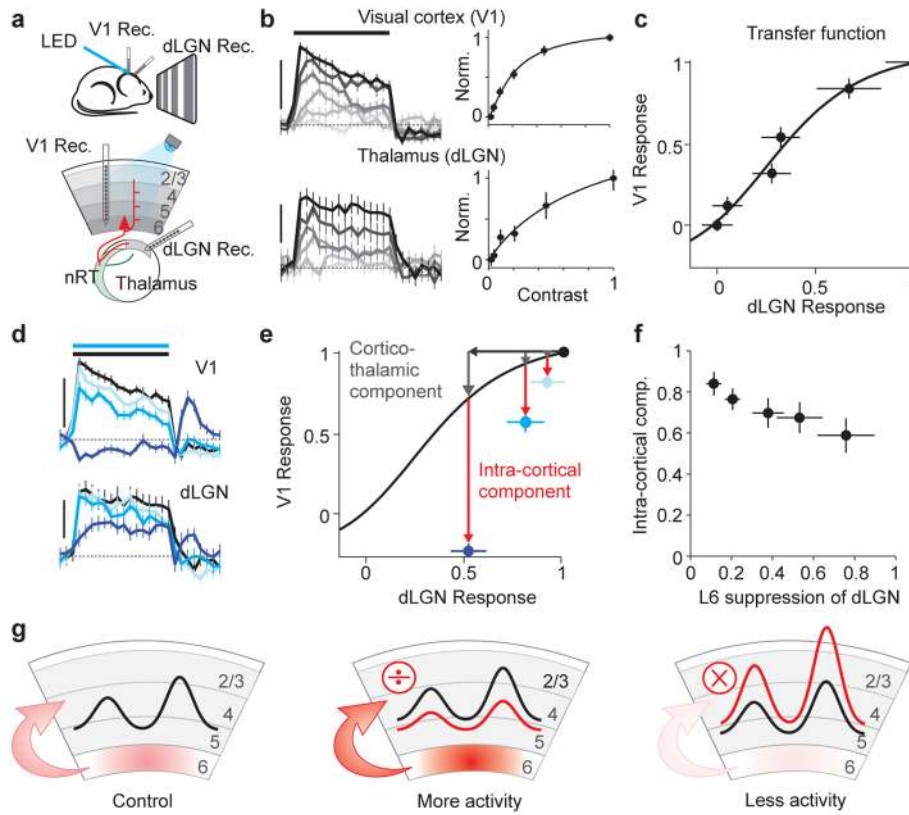 a
V1 Rec.
LED
dLGN Rec.
V1 Rec.
2/3
4
5
6
dLGN Rec.
nRT
Thalamus
b
Visual cortex (V1)
Norm.
1
0
Thalamus (dLGN)
Norm.
1
0
0
1
Contrast
c
Transfer function
V1 Response
1
0.5
0
0
0.5
dLGN Response
d
V1
dLGN
e
Cortico-
thalamic
component
Intra-cortical
component
V1 Response
1
0.5
0
0
0.5
1
dLGN Response
f
Intra-cortical comp.
1
0.8
0.6
0.4
0.2
0
0
0.2
0.4
0.6
0.8
1
L6 suppression of dLGN
g
2/3
4
5
6
Control
÷
2/3
4
5
6
More activity
×
2/3
4
5
6
Less activity